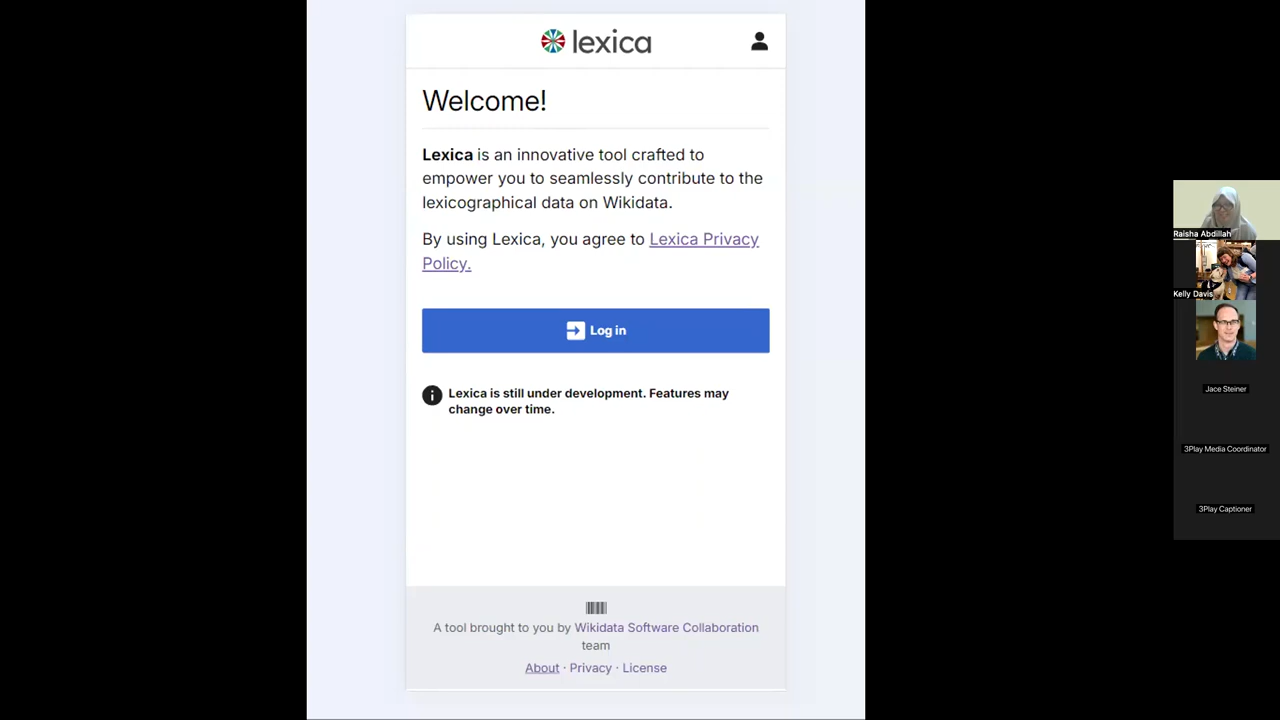 lexica
Welcome!
Lexica is an innovative tool crafted to
empower you to seamlessly contribute to the
lexicographical data on Wikidata.
By using Lexica, you agree to Lexica Privacy
Policy.
Log in
Lexica is still under development. Features may
change over time.
A tool brought to you by Wikidata Software Collaboration
team
About · Privacy · License
Raisha Abdillah
Kelly Davis
Jace Steiner
3Play Media Coordinator
3Play Captioner